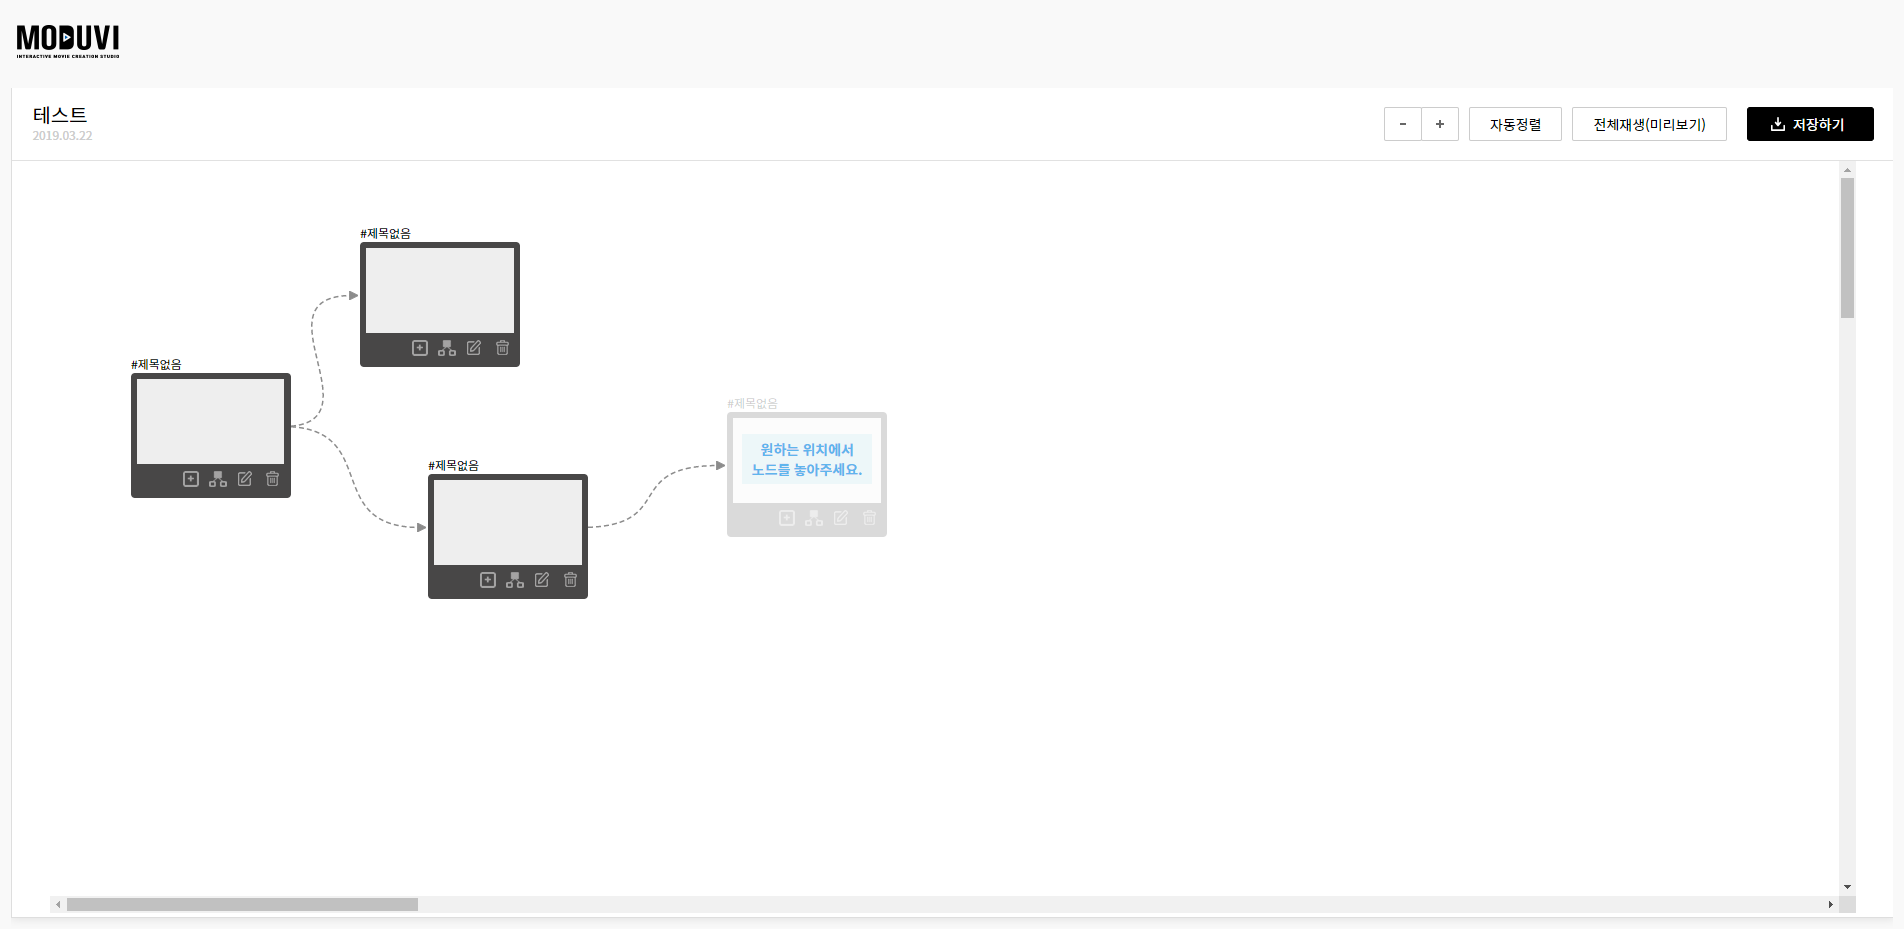 MODUVI
INTERACTIVE MOVIE CREATION STUDIO
테스트
2019.03.22
- + 자동정렬 전체재생(미리보기) 저장하기
#제목없음
#제목없음
#제목없음
원하는 위치에서
노드를 놓아주세요.
#제목없음